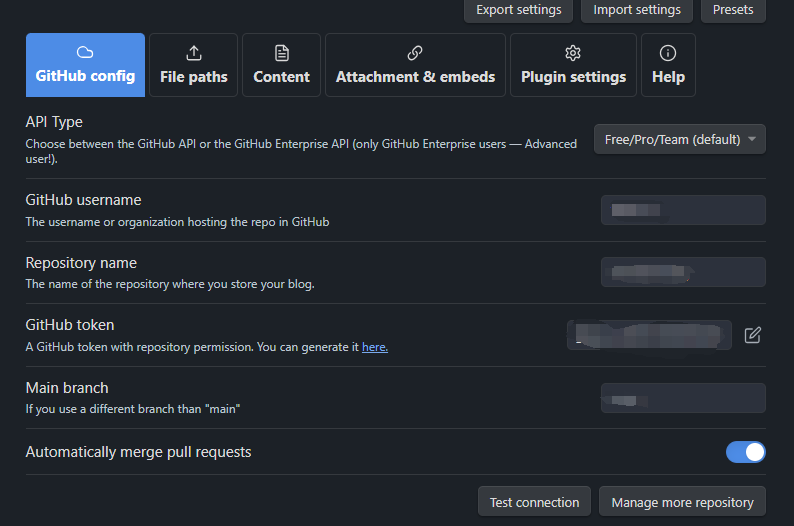 Export settings
Import settings
Presets
GitHub config
File paths
Content
Attachment & embeds
Plugin settings
Help
API Type
Choose between the GitHub API or the GitHub Enterprise API (only GitHub Enterprise users — Advanced
user!).
Free/Pro/Team (default)
GitHub username
The username or organization hosting the repo in GitHub
Repository name
The name of the repository where you store your blog.
GitHub token
A GitHub token with repository permission. You can generate it here.
Main branch
If you use a different branch than "main"
Automatically merge pull requests
Test connection
Manage more repository